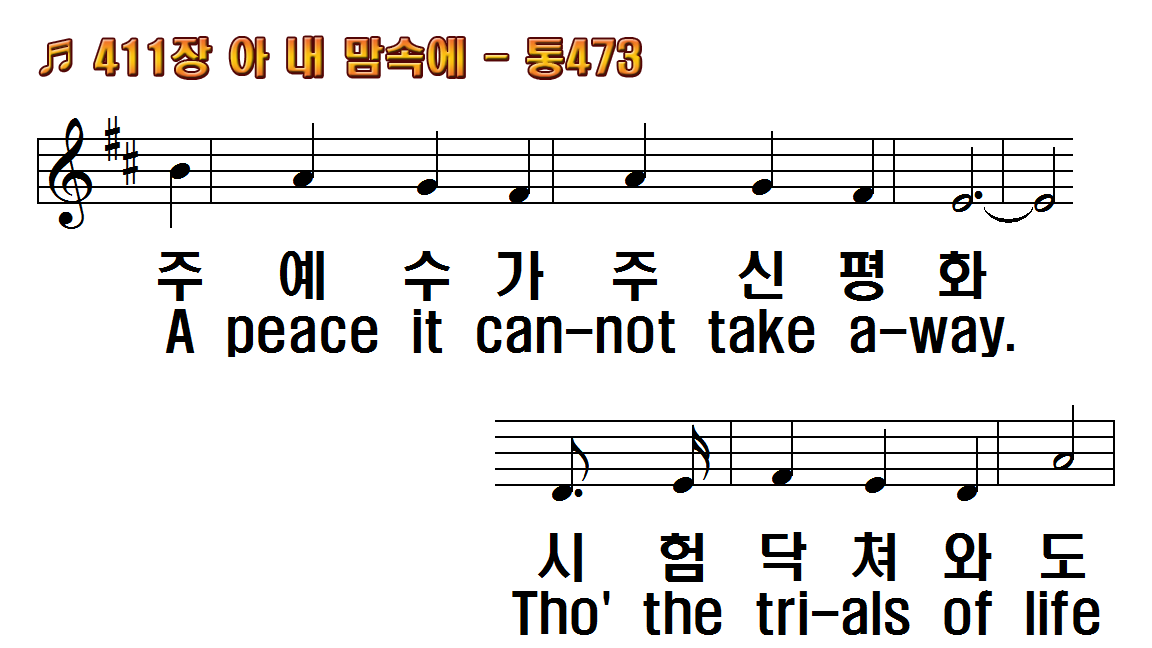 ♬ 411장 아 내 맘속에 - 통473
주 예 수 가 주 신 평 화
A peace it can-not take a-way.
시 험 닥 쳐 와 도
Tho' the tri-als of life